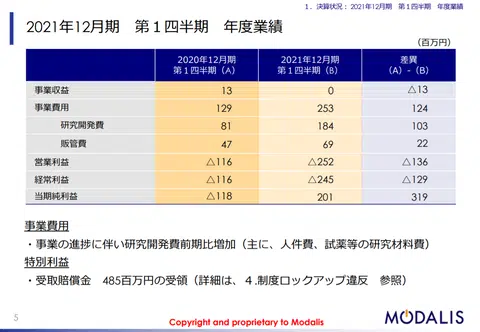 1．決算状況：2021年12月期　第１四半期　年度業績
2021年12月期　第１四半期　年度業績
（百万円）
2020年12月期 第１四半期（A） 2021年12月期 第１四半期（B） 差異 （A）-（B）
事業収益 13 0 △13
事業費用 129 253 124
研究開発費 81 184 103
販管費 47 69 22
営業利益 △116 △252 △136
経常利益 △116 △245 △129
当期純利益 △118 201 319
事業費用
・事業の進捗に伴い研究開発費前期比増加（主に、人件費、試薬等の研究材料費）
特別利益
・受取賠償金　485百万円の受領（詳細は、４.制度ロックアップ違反　参照）
5
Copyright and proprietary to Modalis
MODALIS